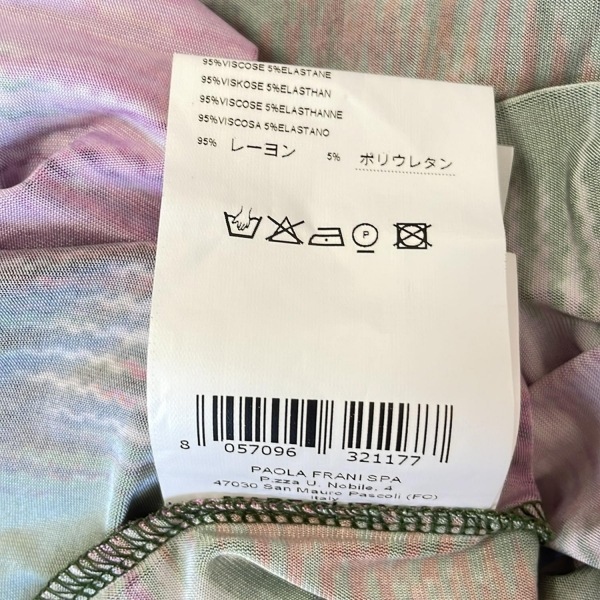 95%VISCOSE 5%ELASTANE
95%VISKOSE 5%ELASTHAN
95%VISCOSE 5%ELASTHANNE
95%VISCOSA 5%ELASTANO
95% レーヨン 5% ポリウレタン
P
8 057096 321177
PAOLA FRANI SPA
P.zza U. Nobile, 4
47030 San Mauro Pascoli (FC)
Italy